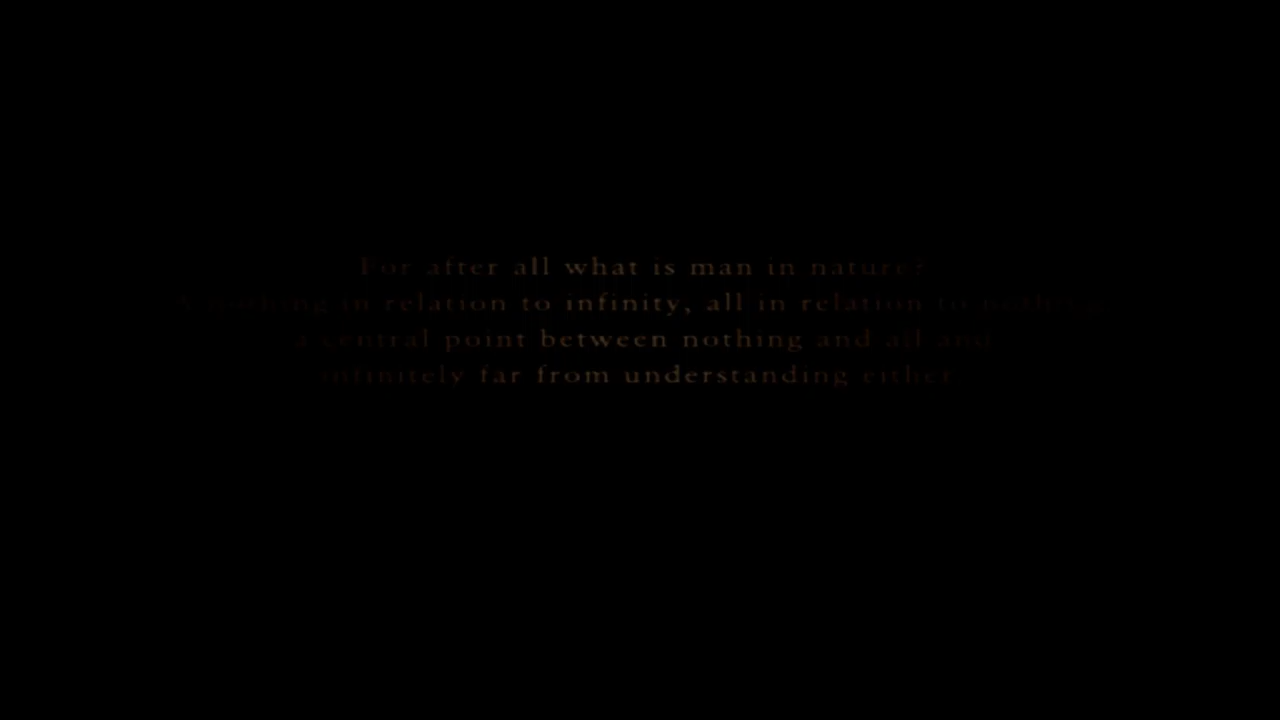 For after all what is man in nature?
A nothing in relation to infinity, all in relation to nothing
a central point between nothing and all and
infinitely far from understanding either